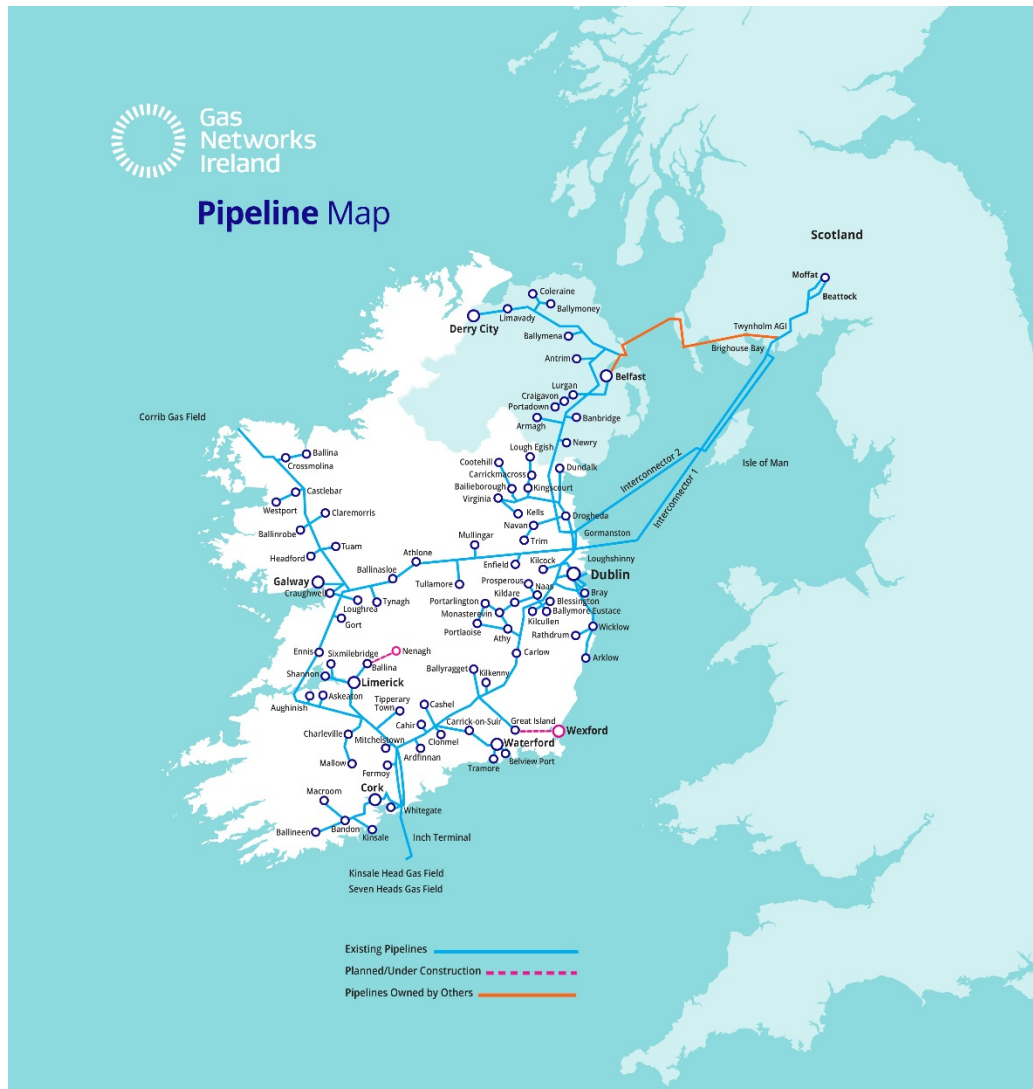 Gas
Networks
Ireland
Pipeline Map
Scotland
Moffat
Beattock
Twynholm AGI
Brighouse Bay
Coleraine
Ballymoney
Limavady
Derry City
Ballymena
Antrim
Belfast
Lurgan
Craigavon
Portadown
Armagh
Banbridge
Newry
Corrib Gas Field
Ballina
Crossmolina
Castlebar
Westport
Claremorris
Ballinrobe
Tuam
Headford
Galway
Craughwell
Loughrea
Gort
Tynagh
Ballinasloe
Athlone
Mullingar
Tullamore
Enfield
Lough Egish
Cootehill
Carrickmacross
Dundalk
Bailieborough
Kingscourt
Virginia
Kells
Navan
Drogheda
Trim
Gormanston
Interconnector 2
Interconnector 1
Isle of Man
Loughshinny
Kilcock
Dublin
Prosperous
Naas
Bray
Kildare
Blessington
Portarlington
Monasterevin
Ballymore Eustace
Kilcullen
Portlaoise
Athy
Rathdrum
Wicklow
Carlow
Arklow
Ennis
Sixmilebridge
Nenagh
Ballina
Shannon
Limerick
Askeaton
Aughinish
Tipperary
Town
Cashel
Ballyragget
Kilkenny
Charleville
Cahir
Carrick-on-Suir
Great Island
Wexford
Mitchelstown
Clonmel
Waterford
Ardfinnan
Mallow
Fermoy
Tramore
Belview Port
Cork
Macroom
Whitegate
Bandon
Ballineen
Kinsale
Inch Terminal
Kinsale Head Gas Field
Seven Heads Gas Field
Existing Pipelines
Planned/Under Construction
Pipelines Owned by Others